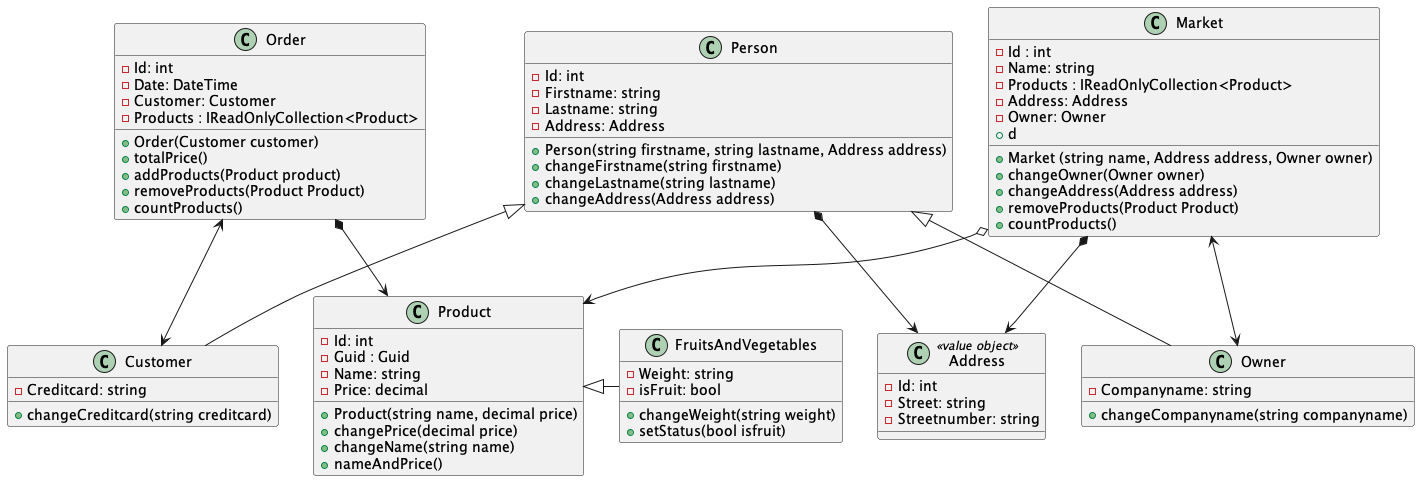 C Order
Id: int
Date: DateTime
Customer: Customer
Products : IReadOnlyCollection<Product>
Order(Customer customer)
totalPrice()
addProducts(Product product)
removeProducts(Product Product)
countProducts()
C Person
Id: int
Firstname: string
Lastname: string
Address: Address
Person(string firstname, string lastname, Address address)
changeFirstname(string firstname)
changeLastname(string lastname)
changeAddress(Address address)
C Market
Id : int
Name: string
Products : IReadOnlyCollection<Product>
Address: Address
Owner: Owner
d
Market (string name, Address address, Owner owner)
changeOwner(Owner owner)
changeAddress(Address address)
removeProducts(Product Product)
countProducts()
C Customer
Creditcard: string
changeCreditcard(string creditcard)
C Product
Id: int
Guid : Guid
Name: string
Price: decimal
Product(string name, decimal price)
changePrice(decimal price)
changeName(string name)
nameAndPrice()
C FruitsAndVegetables
Weight: string
isFruit: bool
changeWeight(string weight)
setStatus(bool isfruit)
«value object»
C Address
Id: int
Street: string
Streetnumber: string
C Owner
Companyname: string
changeCompanyname(string companyname)